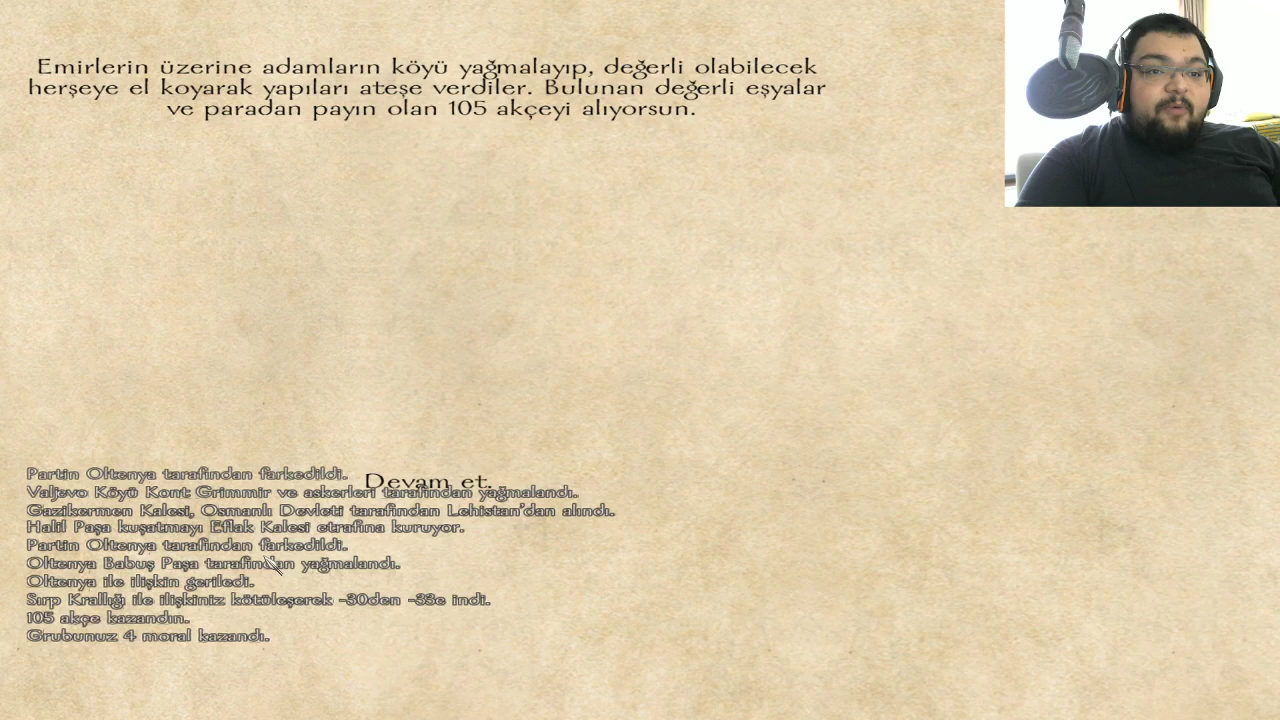 Emirlerin üzerine adamların köyü yağmalayıp, değerli olabilecek
herşeye el koyarak yapıları ateşe verdiler. Bulunan değerli eşyalar
ve paradan payın olan 105 akçeyi alıyorsun.
Partin Oltenya tarafından farkedildi.
Devam et.
Valjevo Köyü Kont Grimmir ve askerleri tarafından yağmalandı.
Gazikermen Kalesi, Osmanlı Devleti tarafından Lehistan'dan alındı.
Halil Paşa kuşatmayı Eflak Kalesi etrafına kuruyor.
Partin Oltenya tarafından farkedildi.
Oltenya Babuş Paşa tarafından yağmalandı.
Oltenya ile ilişkin geriledi.
Sırp Krallığı ile ilişkiniz kötüleşerek -30den -33e indi.
105 akçe kazandın.
Grubunuz 4 moral kazandı.